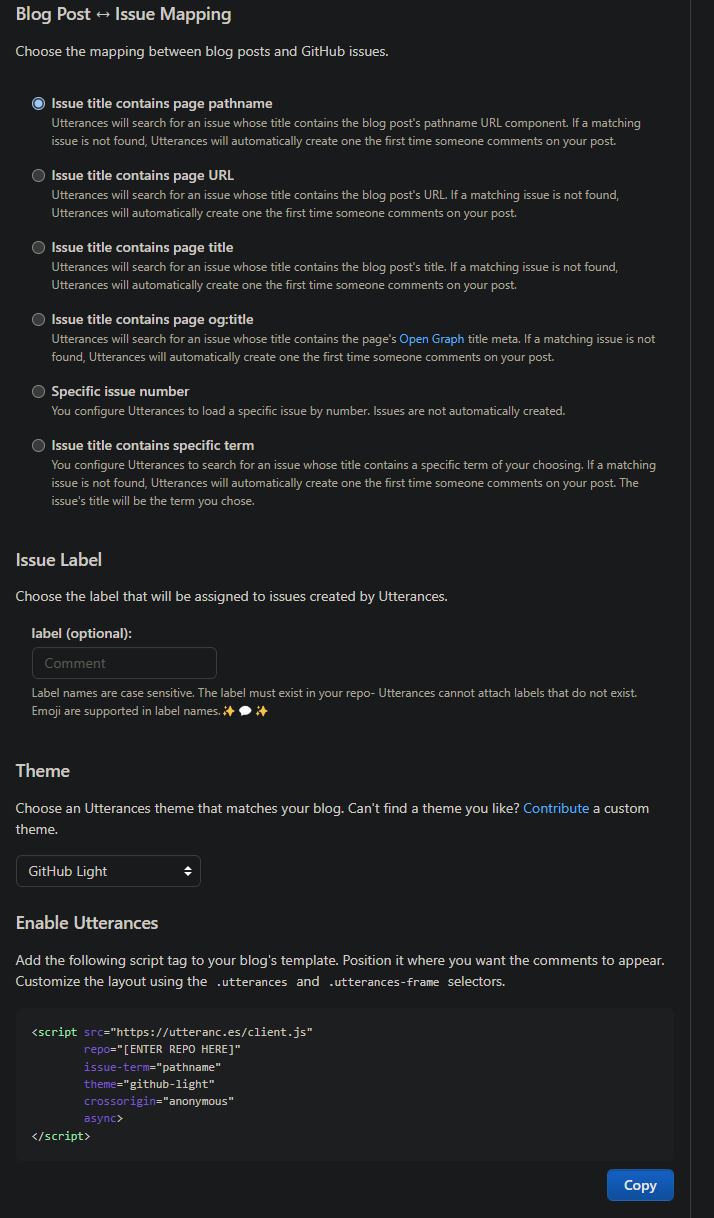 Blog Post ↔ Issue Mapping
Choose the mapping between blog posts and GitHub issues.
Issue title contains page pathname
Utterances will search for an issue whose title contains the blog post's pathname URL component. If a matching
issue is not found, Utterances will automatically create one the first time someone comments on your post.
Issue title contains page URL
Utterances will search for an issue whose title contains the blog post's URL. If a matching issue is not found,
Utterances will automatically create one the first time someone comments on your post.
Issue title contains page title
Utterances will search for an issue whose title contains the blog post's title. If a matching issue is not found,
Utterances will automatically create one the first time someone comments on your post.
Issue title contains page og:title
Utterances will search for an issue whose title contains the page's Open Graph title meta. If a matching issue is not
found, Utterances will automatically create one the first time someone comments on your post.
Specific issue number
You configure Utterances to load a specific issue by number. Issues are not automatically created.
Issue title contains specific term
You configure Utterances to search for an issue whose title contains a specific term of your choosing. If a matching
issue is not found, Utterances will automatically create one the first time someone comments on your post. The
issue's title will be the term you chose.
Issue Label
Choose the label that will be assigned to issues created by Utterances.
label (optional):
Comment
Label names are case sensitive. The label must exist in your repo- Utterances cannot attach labels that do not exist.
Emoji are supported in label names.✨💬✨
Theme
Choose an Utterances theme that matches your blog. Can't find a theme you like? Contribute a custom
theme.
GitHub Light
Enable Utterances
Add the following script tag to your blog's template. Position it where you want the comments to appear.
Customize the layout using the .utterances and .utterances-frame selectors.
<script src="https://utteranc.es/client.js"
repo="[ENTER REPO HERE]"
issue-term="pathname"
theme="github-light"
crossorigin="anonymous"
async>
</script>
Copy